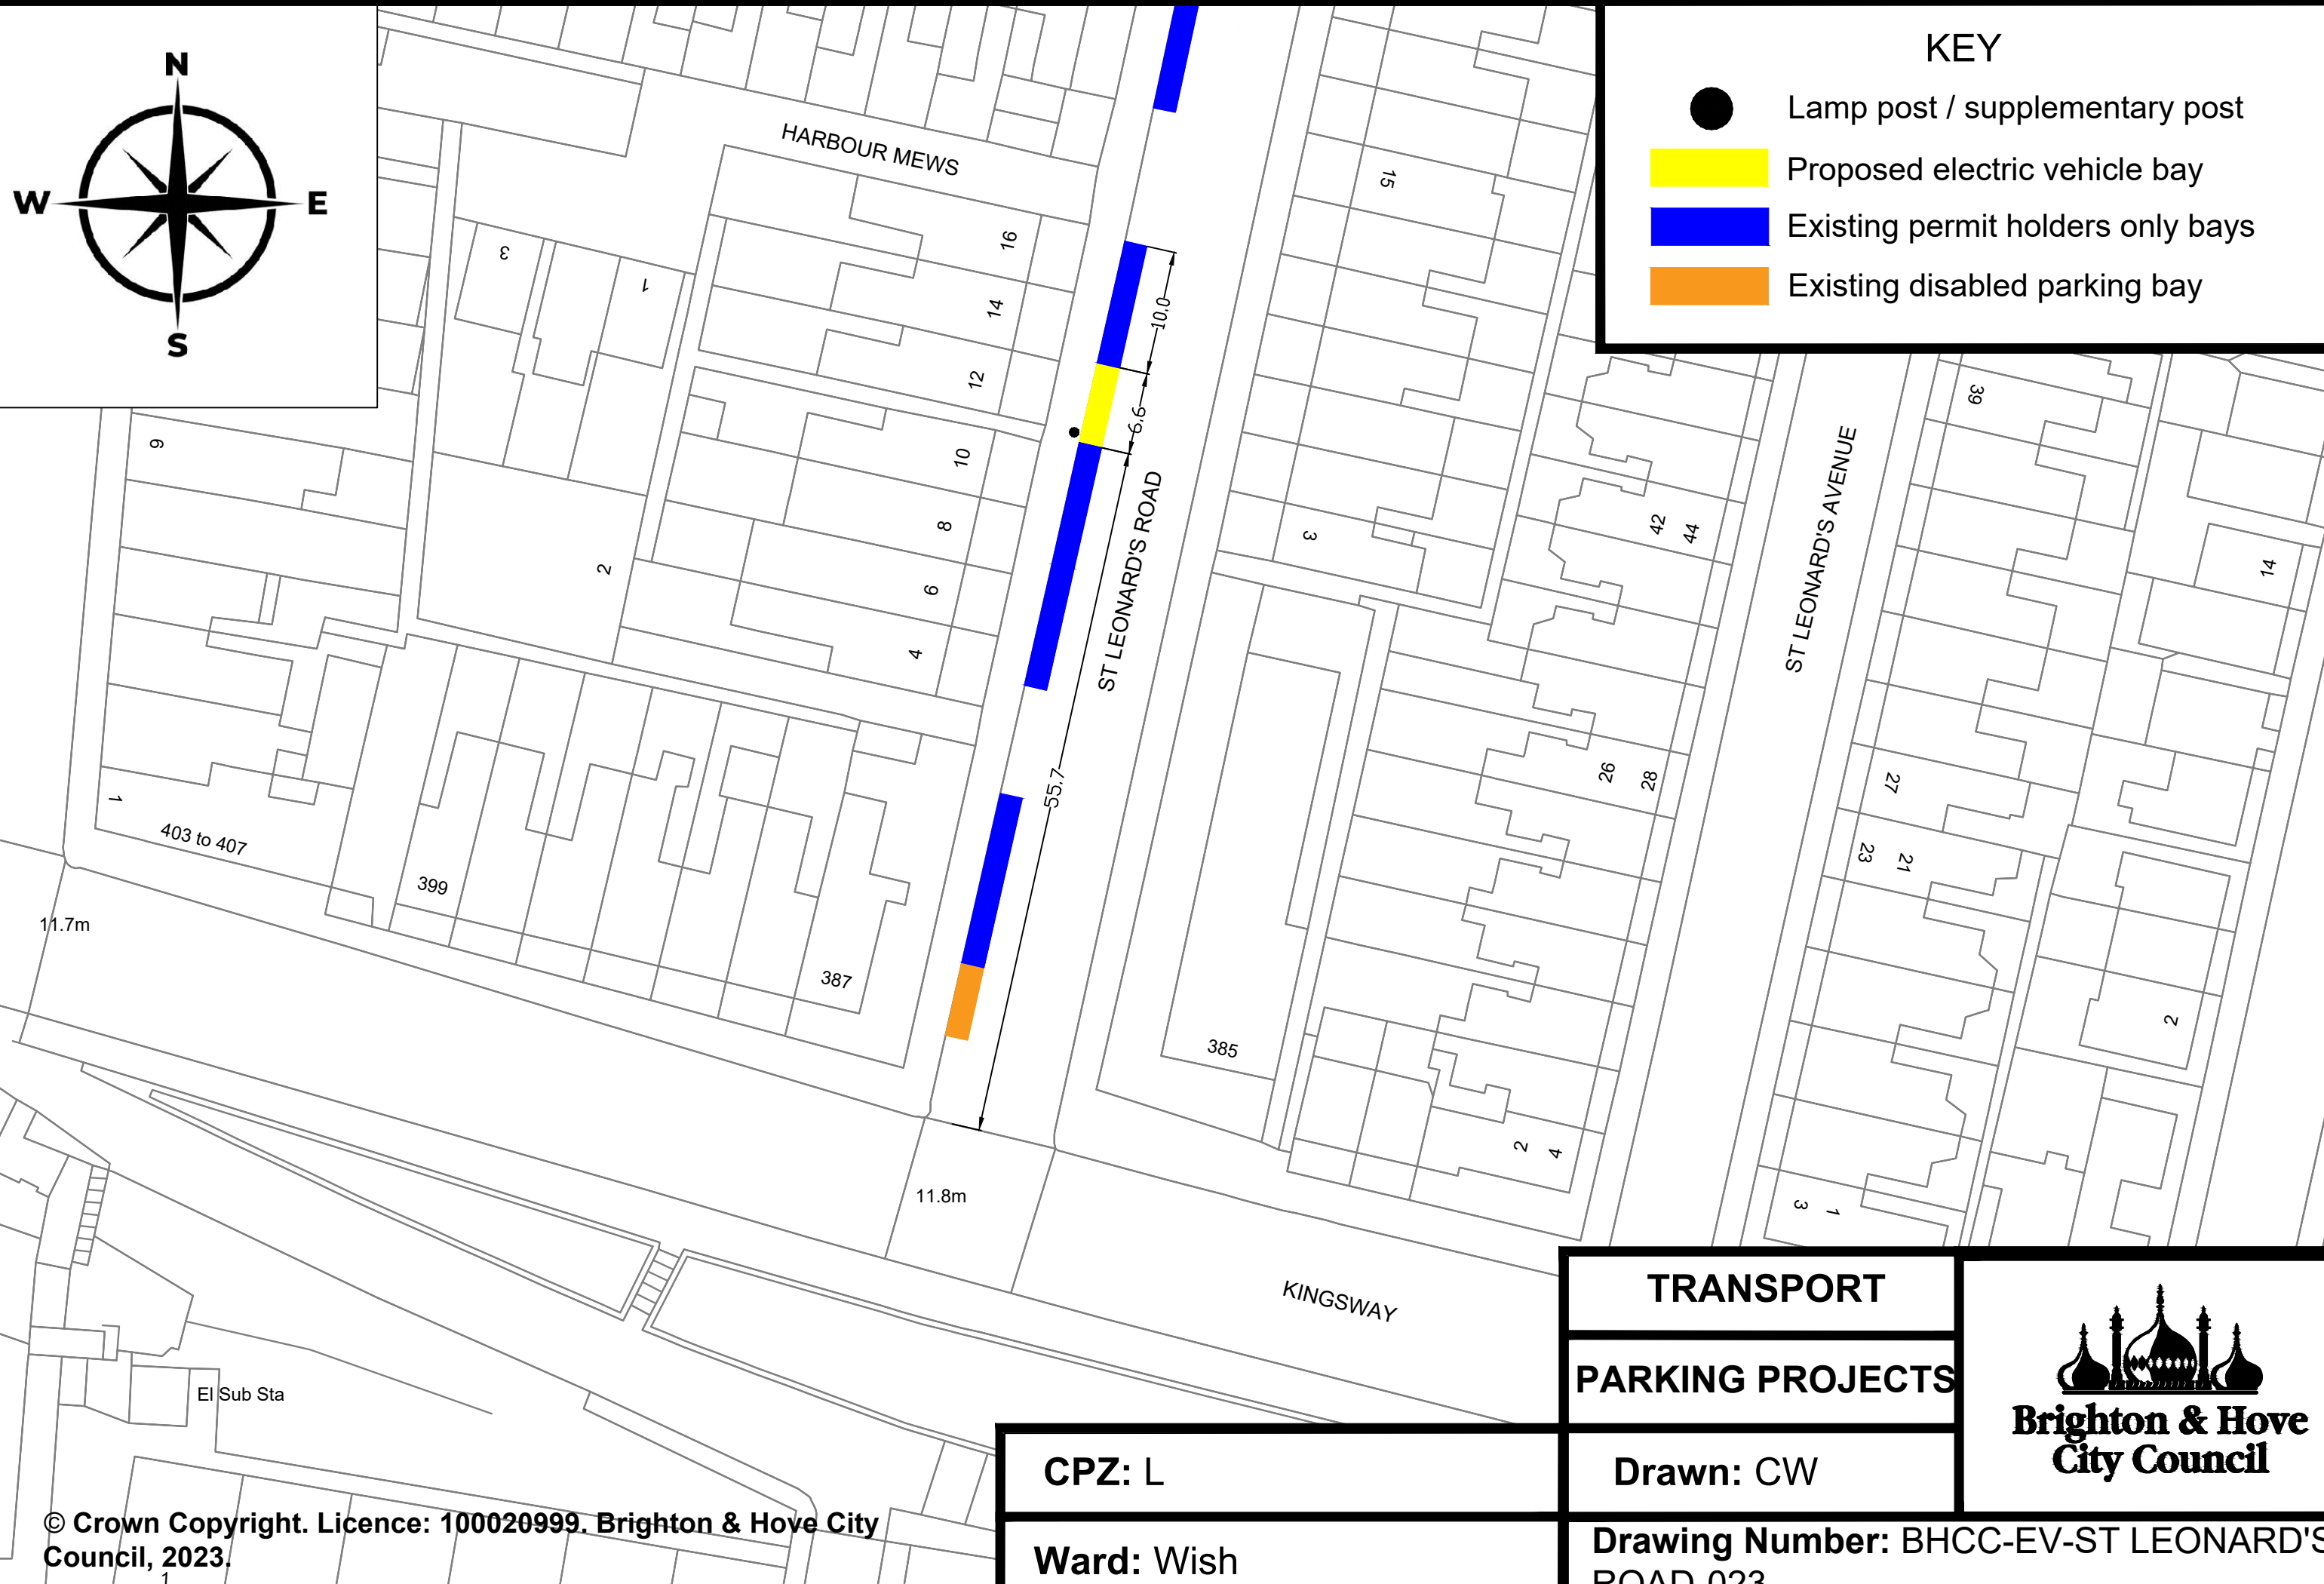 N
W
E
S
KEY
Lamp post / supplementary post
Proposed electric vehicle bay
Existing permit holders only bays
Existing disabled parking bay
HARBOUR MEWS
15
16
14
12
10
8
6
4
3
1
2
9
1
403 to 407
399
387
11.7m
10.0
6.6
55.7
ST LEONARD'S ROAD
3
385
11.8m
42
44
26
28
2
4
ST LEONARD'S AVENUE
39
27
23
21
3
1
14
2
KINGSWAY
El Sub Sta
1
© Crown Copyright. Licence: 100020999. Brighton & Hove City
Council, 2023.
TRANSPORT
PARKING PROJECTS
CPZ: L
Drawn: CW
Ward: Wish
Drawing Number: BHCC-EV-ST LEONARD'S
ROAD-023
Brighton & Hove
City Council